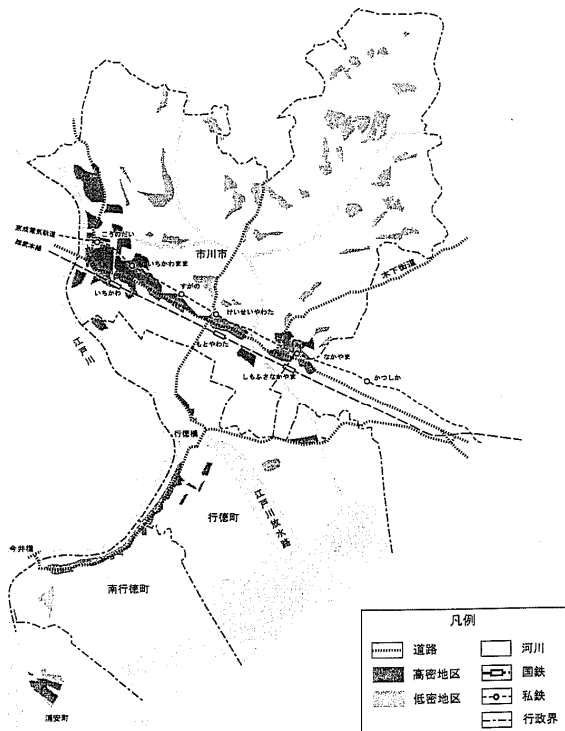 京成電気軌道
総武本線
こうのだい
いちかわまま
市川市
すがの
木下街道
いちかわ
けいせいやわた
もとやわた
なかやま
江戸川
しもふさなかやま
かつしか
行徳橋
江戸川放水路
行徳町
今井橋
南行徳町
浦安町
凡例
道路
河川
高密地区
国鉄
低密地区
私鉄
行政界